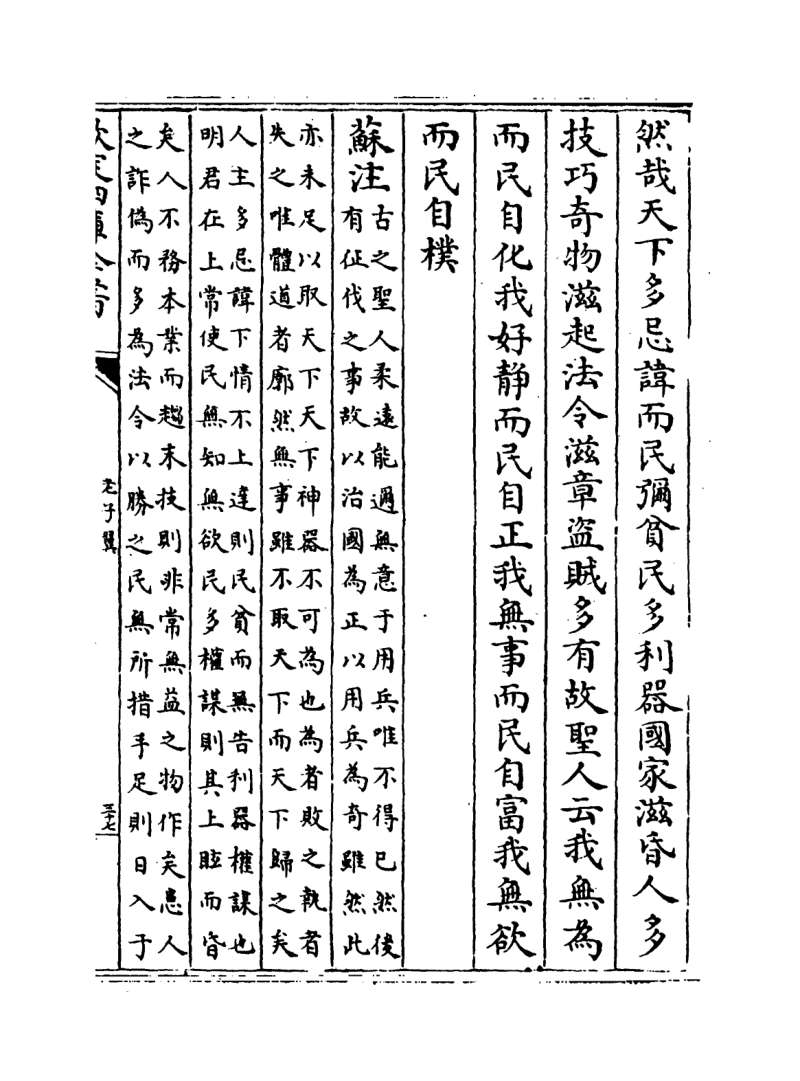 然哉天下多忌諱而民彌貧民多利器國家滋昏人多
技巧奇物滋起法令滋章盜賊多有故聖人云我無為
而民自化我好靜而民自正我無事而民自富我無欲
而民自樸
蘇注
古之聖人柔遠能邇無意于用兵唯不得已然後
有征伐之事故以治國為正以用兵為奇雖然此
亦未足以取天下天下神器不可為也為者敗之執者
失之唯體道者廓然無事雖不取天下而天下歸之矣
人主多忌諱下情不上達則民貧而無告利器權謀也
明君在上常使民無知無欲民多權謀則其上眩而昏
矣人不務本業而趨末技則非常無益之物作矣患人
之詐偽而多為法令以勝之民無所措手足則日入于
欽定四庫全書
老子翼
三十七